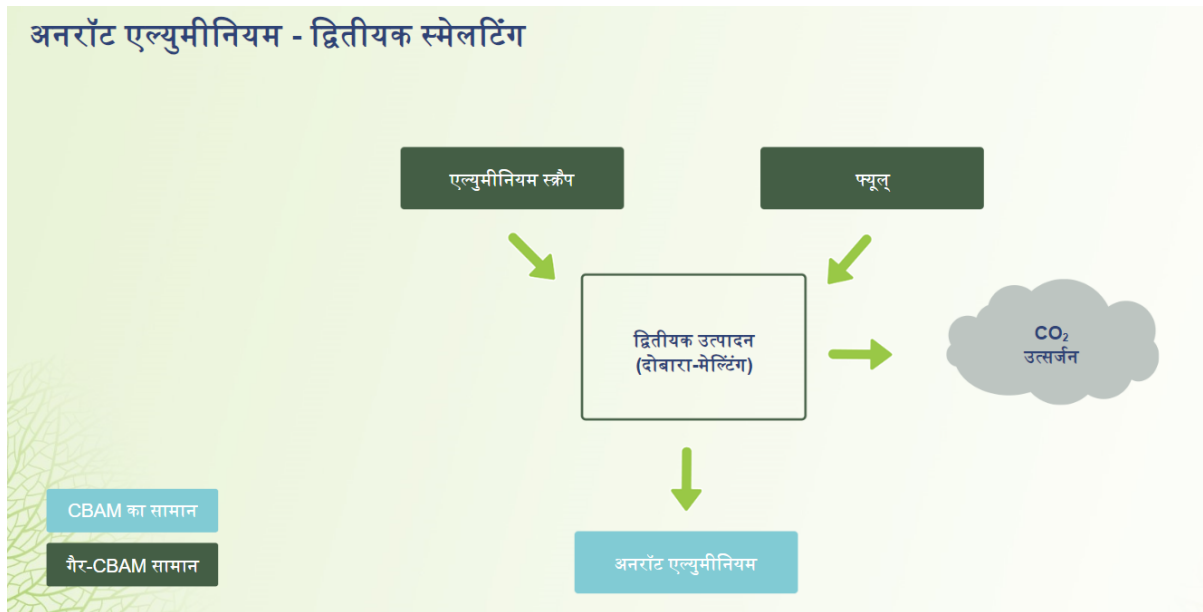 अनरॉट एल्युमीनियम - द्वितीयक स्मेलटिंग
एल्युमीनियम स्क्रैप
फ्यूल्
द्वितीयक उत्पादन
(दोबारा-मेल्टिंग)
CO₂
उत्सर्जन
CBAM का सामान
गैर-CBAM सामान
अनरॉट एल्युमीनियम